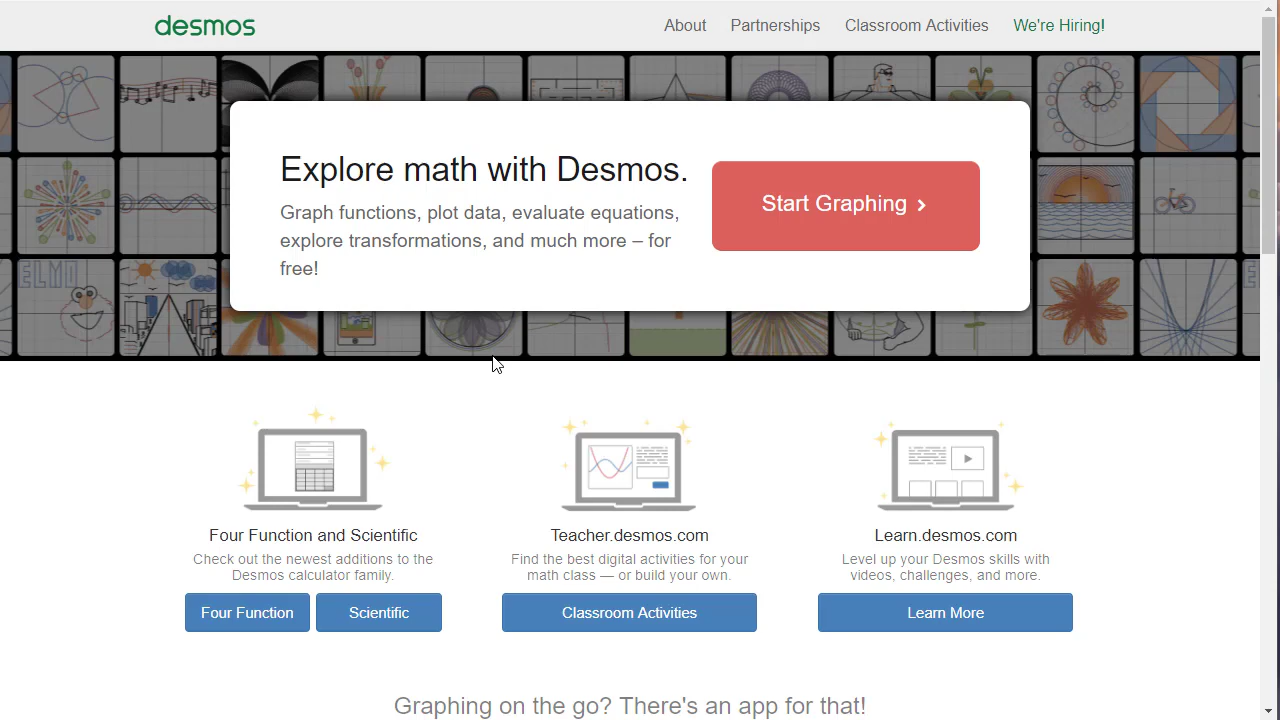 desmos
About
Partnerships
Classroom Activities
We're Hiring!
Explore math with Desmos.
Graph functions, plot data, evaluate equations,
explore transformations, and much more – for
free!
Start Graphing
ELMO
Four Function and Scientific
Check out the newest additions to the
Desmos calculator family.
Four Function
Scientific
Teacher.desmos.com
Find the best digital activities for your
math class — or build your own.
Classroom Activities
Learn.desmos.com
Level up your Desmos skills with
videos, challenges, and more.
Learn More
Graphing on the go? There's an app for that!